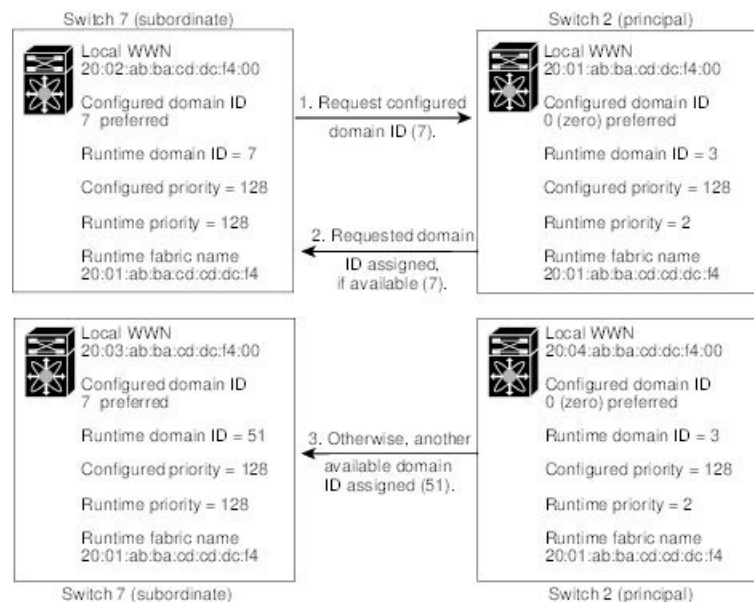 Switch 7 (subordinate)
Local WWN
20:02:ab:ba:cd:dc:f4:00
Configured domain ID
7 preferred
Runtime domain ID = 7
Configured priority = 128
Runtime priority = 128
Runtime fabric name
20:01:ab:ba:cd:cd:dc:f4
1. Request configured
domain ID (7).
2. Requested domain
ID assigned,
if available (7).
Switch 2 (principal)
Local WWN
20:01:ab:ba:cd:dc:f4:00
Configured domain ID
0 (zero) preferred
Runtime domain ID = 3
Configured priority = 128
Runtime priority = 2
Runtime fabric name
20:01:ab:ba:cd:cd:dc:f4
Local WWN
20:03:ab:ba:cd:dc:f4:00
Configured domain ID
7 preferred
Runtime domain ID = 51
Configured priority = 128
Runtime priority = 128
Runtime fabric name
20:01:ab:ba:cd:cd:dc:f4
Switch 7 (subordinate)
3. Otherwise, another
available domain
ID assigned (51).
Local WWN
20:04:ab:ba:cd:dc:f4:00
Configured domain ID
0 (zero) preferred
Runtime domain ID = 3
Configured priority = 128
Runtime priority = 2
Runtime fabric name
20:01:ab:ba:cd:cd:dc:f4
Switch 2 (principal)